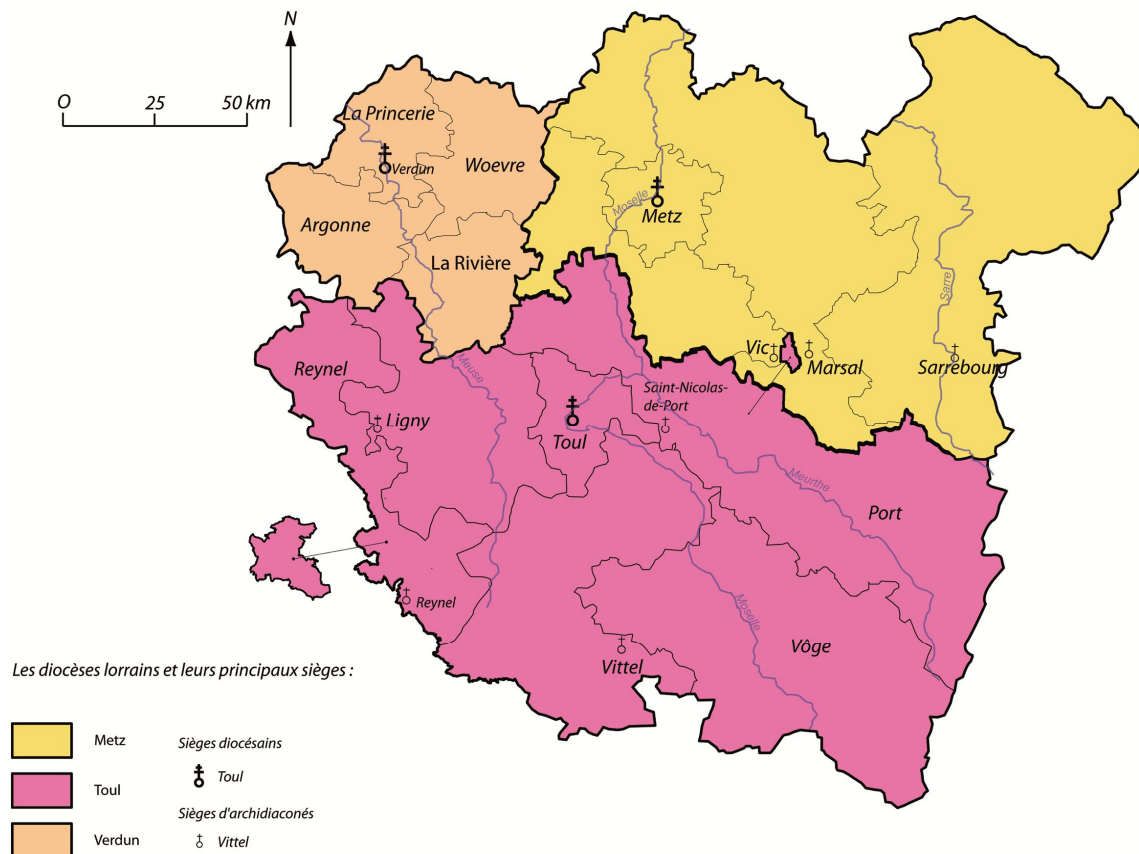 N
O 25 50 km
La Princerie
Verdun
Woevre
Argonne
La Rivière
Moselle
Metz
Sarre
Vic
Marsal
Sarrebourg
Reynel
Meuse
Saint-Nicolas-
de-Port
Ligny
Toul
Meurthe
Port
Reynel
Moselle
Vôge
Vittel
Les diocèses lorrains et leurs principaux sièges :
Metz
Toul
Verdun
Sièges diocésains
Toul
Sièges d'archidiaconés
Vittel